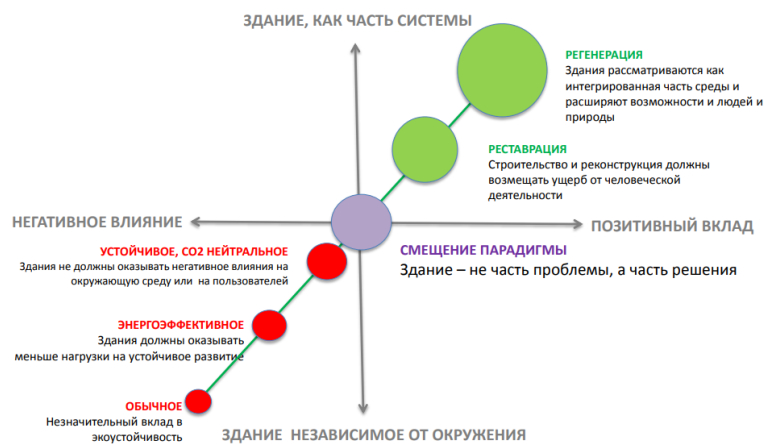 ЗДАНИЕ, КАК ЧАСТЬ СИСТЕМЫ
РЕГЕНЕРАЦИЯ
Здания рассматриваются как
интегрированная часть среды и
расширяют возможности и людей и
природы
РЕСТАВРАЦИЯ
Строительство и реконструкция должны
возмещать ущерб от человеческой
деятельности
НЕГАТИВНОЕ ВЛИЯНИЕ
ПОЗИТИВНЫЙ ВКЛАД
УСТОЙЧИВОЕ, СО2 НЕЙТРАЛЬНОЕ
Здания не должны оказывать негативного влияния на
окружающую среду или на пользователей
СМЕЩЕНИЕ ПАРАДИГМЫ
Здание – не часть проблемы, а часть решения
ЭНЕРГОЭФФЕКТИВНОЕ
Здания должны оказывать
меньше нагрузки на устойчивое развитие
ОБЫЧНОЕ
Незначительный вклад в
экоустойчивость
ЗДАНИЕ НЕЗАВИСИМОЕ ОТ ОКРУЖЕНИЯ